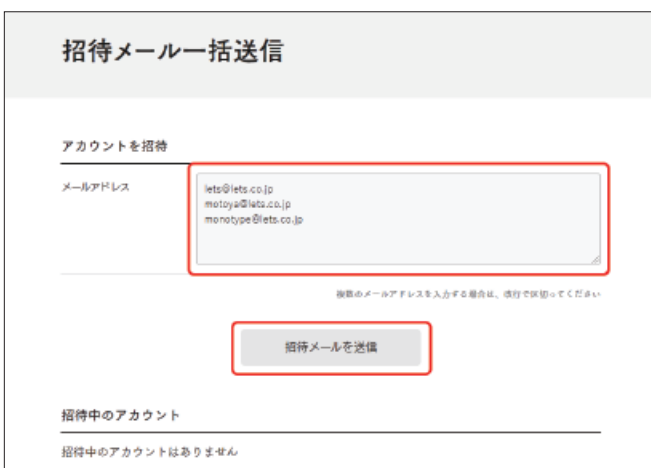 招待メール一括送信
アカウントを招待
メールアドレス
lets@lets.co.jp
motoya@lets.co.jp
monotype@lets.co.jp
複数のメールアドレスを入力する場合は、改行で区切ってください
招待メールを送信
招待中のアカウント
招待中のアカウントはありません